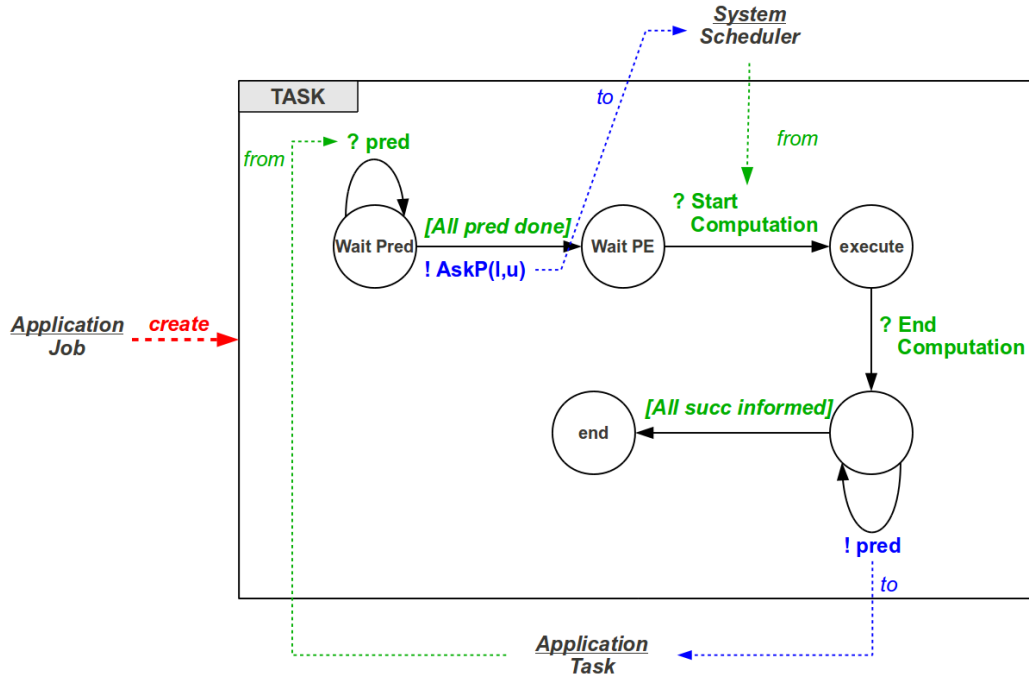 System
Scheduler
to
TASK
? pred
from
from
[All pred done]
? Start
Computation
Wait Pred
Wait PE
execute
! AskP(l,u)
Application
Job
create
? End
Computation
[All succ informed]
end
! pred
to
Application
Task